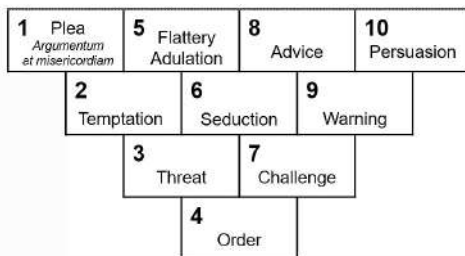 1 Plea
Argumentum
at misericordiam
5 Flattery
Adulation
8
Advice
10
Persuasion
2
Temptation
6
Seduction
9
Warning
3
Threat
7
Challenge
4
Order